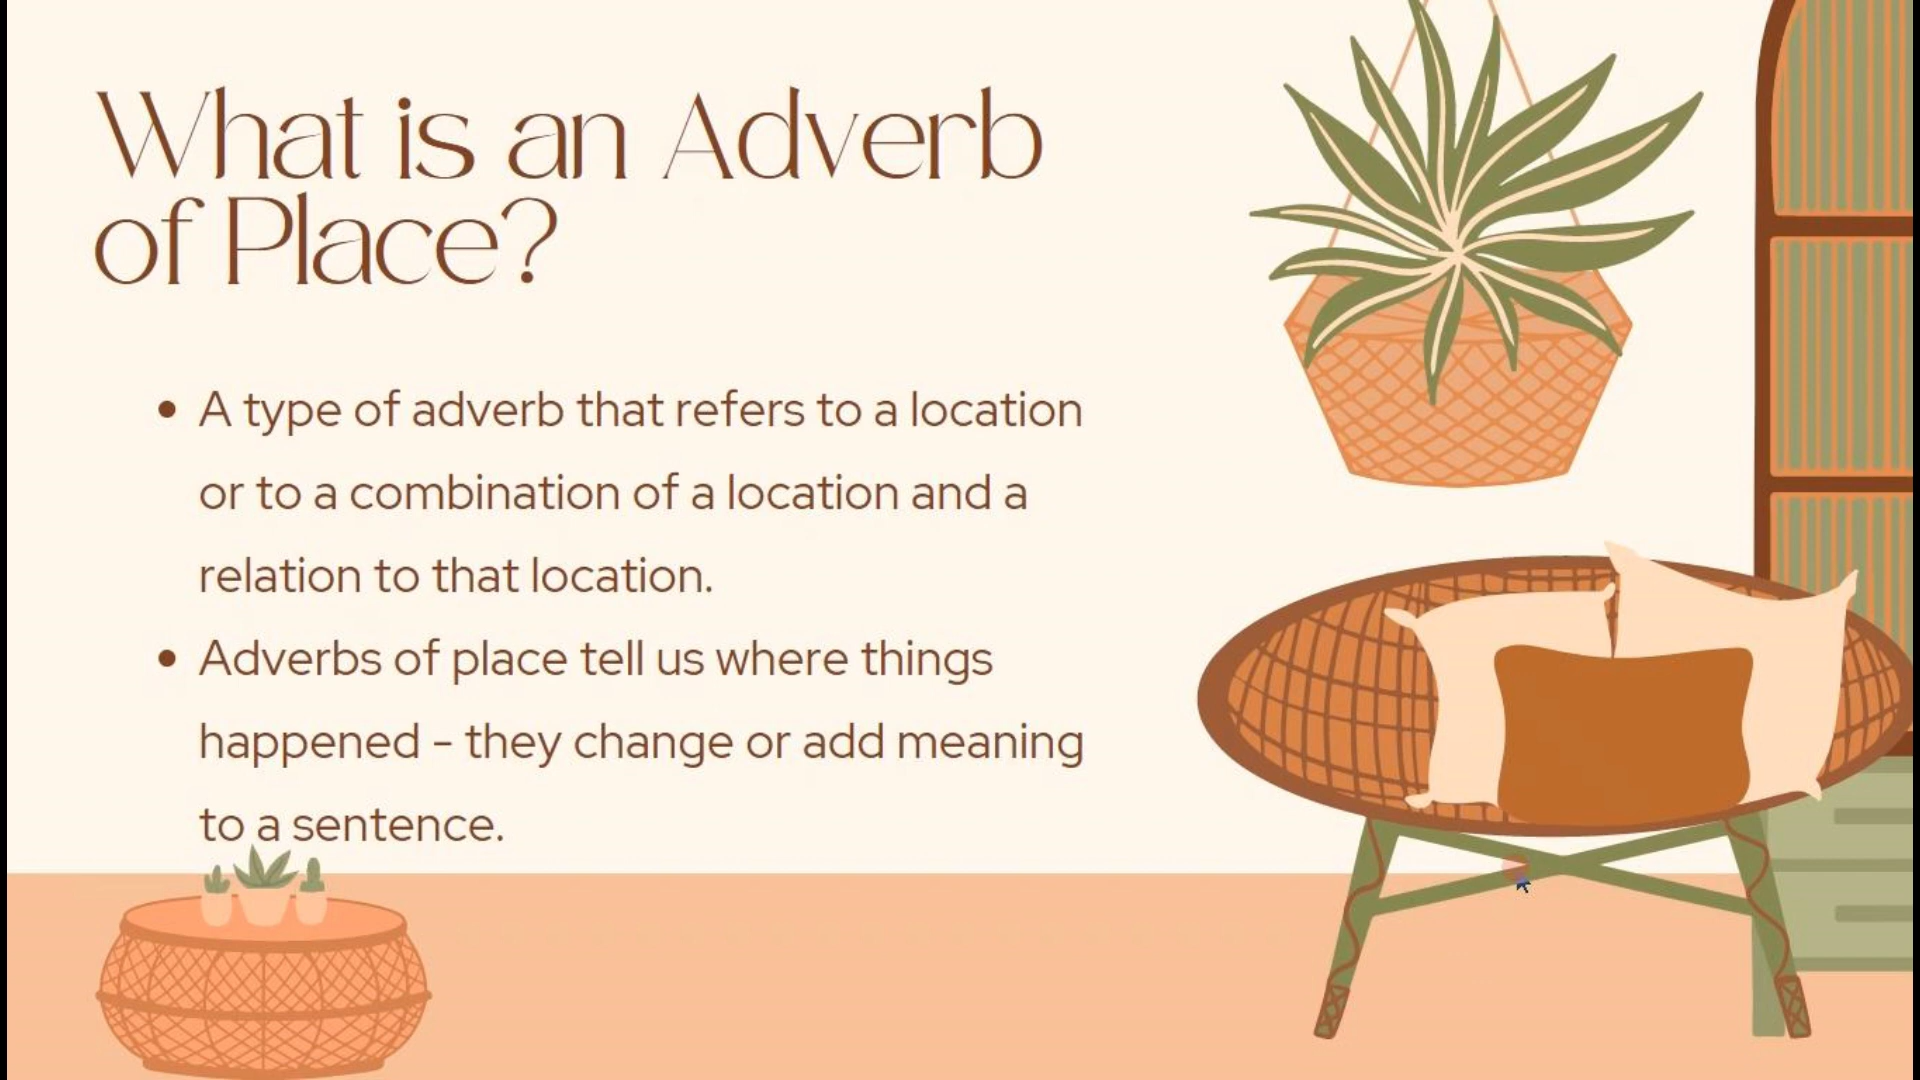 What is an Adverb
of Place?
• A type of adverb that refers to a location
or to a combination of a location and a
relation to that location.
• Adverbs of place tell us where things
happened - they change or add meaning
to a sentence.